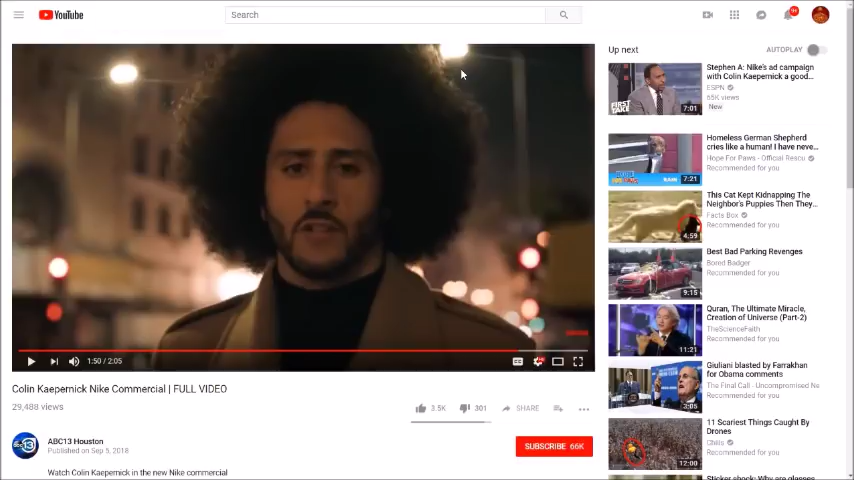 YouTube
Search
9+
Up next
AUTOPLAY
FIRST
TAKE
7:01
Stephen A: Nike's ad campaign
with Colin Kaepernick a good...
ESPN
55K views
New
7:21
Homeless German Shepherd
cries like a human! I have neve...
Hope For Paws - Official Rescu
Recommended for you
4:59
This Cat Kept Kidnapping The
Neighbor's Puppies Then They...
Facts Box
Recommended for you
9:15
Best Bad Parking Revenges
Bored Badger
Recommended for you
11:21
Quran, The Ultimate Miracle,
Creation of Universe (Part-2)
TheScienceFaith
Recommended for you
3:05
Giuliani blasted by Farrakhan
for Obama comments
The Final Call - Uncompromised Ne
Recommended for you
12:00
11 Scariest Things Caught By
Drones
Chills
Recommended for you
1:50 / 2:05
Colin Kaepernick Nike Commercial | FULL VIDEO
29,488 views
3.5K
301
SHARE
ABC13 Houston
Published on Sep 5, 2018
SUBSCRIBE 66K
Watch Colin Kaepernick in the new Nike commercial